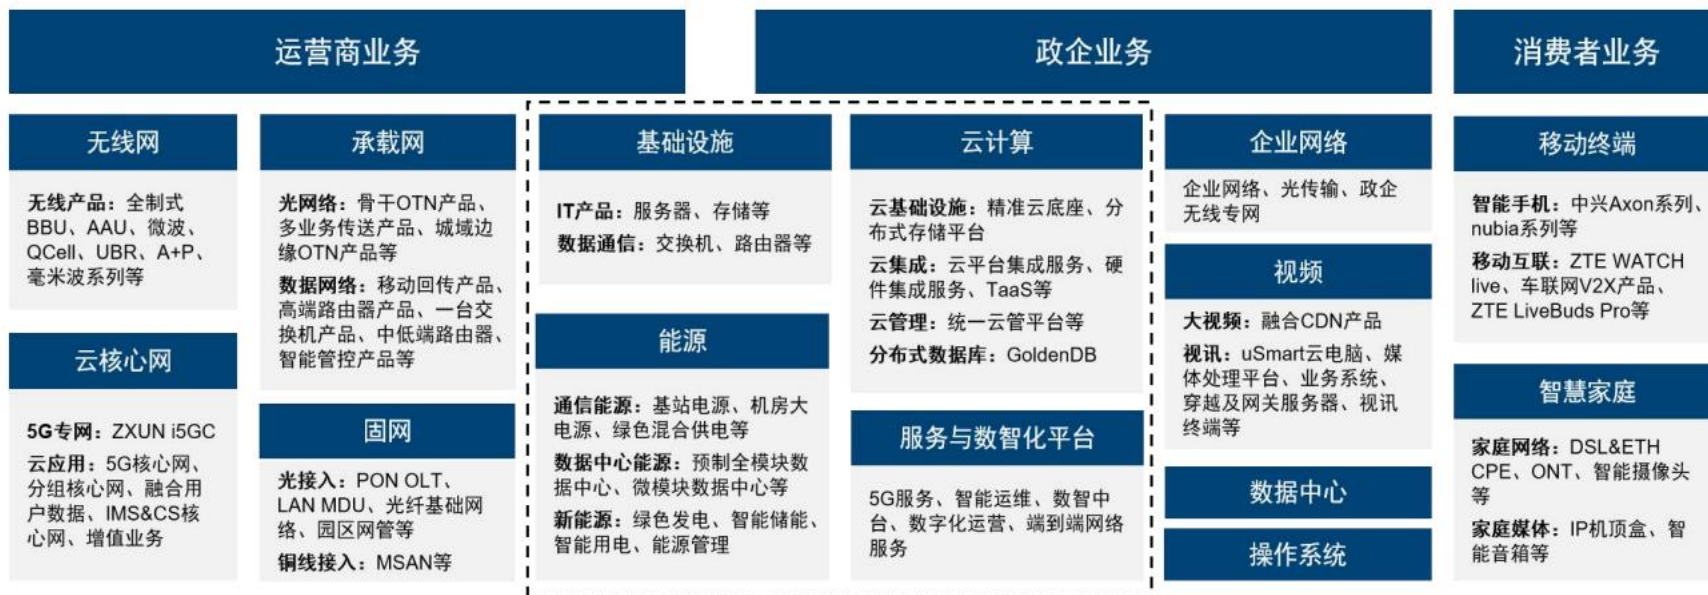 运营商业务
政企业务
消费者业务
无线网
无线产品：全制式
BBU、AAU、微波、
QCell、UBR、A+P、
毫米波系列等
云核心网
5G专网：ZXUN i5GC
云应用：5G核心网、
分组核心网、融合用
户数据、IMS&CS核
心网、增值业务
承载网
光网络：骨干OTN产品、
多业务传送产品、城域边
缘OTN产品等
数据网络：移动回传产品、
高端路由器产品、一台交
换机产品、中低端路由器、
智能管控产品等
固网
光接入：PON OLT、
LAN MDU、光纤基础网
络、园区网管等
铜线接入：MSAN等
基础设施
IT产品：服务器、存储等
数据通信：交换机、路由器等
能源
通信能源：基站电源、机房大
电源、绿色混合供电等
数据中心能源：预制全模块数
据中心、微模块数据中心等
新能源：绿色发电、智能储能、
智能用电、能源管理
云计算
云基础设施：精准云底座、分
布式存储平台
云集成：云平台集成服务、硬
件集成服务、TaaS等
云管理：统一云管平台等
分布式数据库：GoldenDB
服务与数智化平台
5G服务、智能运维、数智中
台、数字化运营、端到端网络
服务
企业网络
企业网络、光传输、政企
无线专网
视频
大视频：融合CDN产品
视讯：uSmart云电脑、媒
体处理平台、业务系统、
穿越及网关服务器、视讯
终端等
数据中心
操作系统
移动终端
智能手机：中兴Axon系列、
nubia系列等
移动互联：ZTE WATCH
live、车联网V2X产品、
ZTE LiveBuds Pro等
智慧家庭
家庭网络：DSL&ETH
CPE、ONT、智能摄像头
等
家庭媒体：IP机顶盒、智
能音箱等